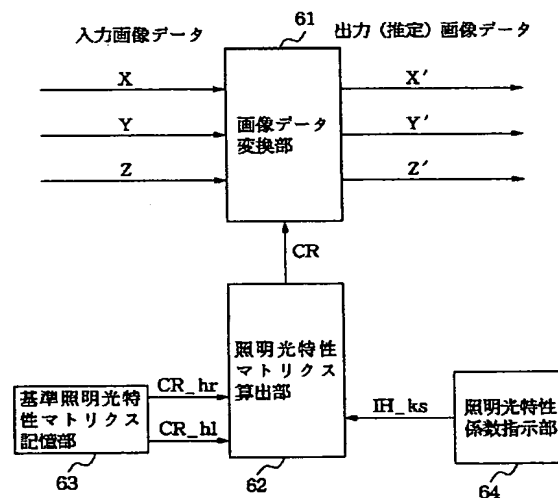 61
入力画像データ
出力(推定)画像データ
X
X′
Y
Y′
Z
Z′
画像データ
変換部
CR
照明光特性
マトリクス
算出部
基準照明光特
性マトリクス
記憶部
CR_hr
CR_hl
IH_ks
照明光特性
係数指示部
63
62
64